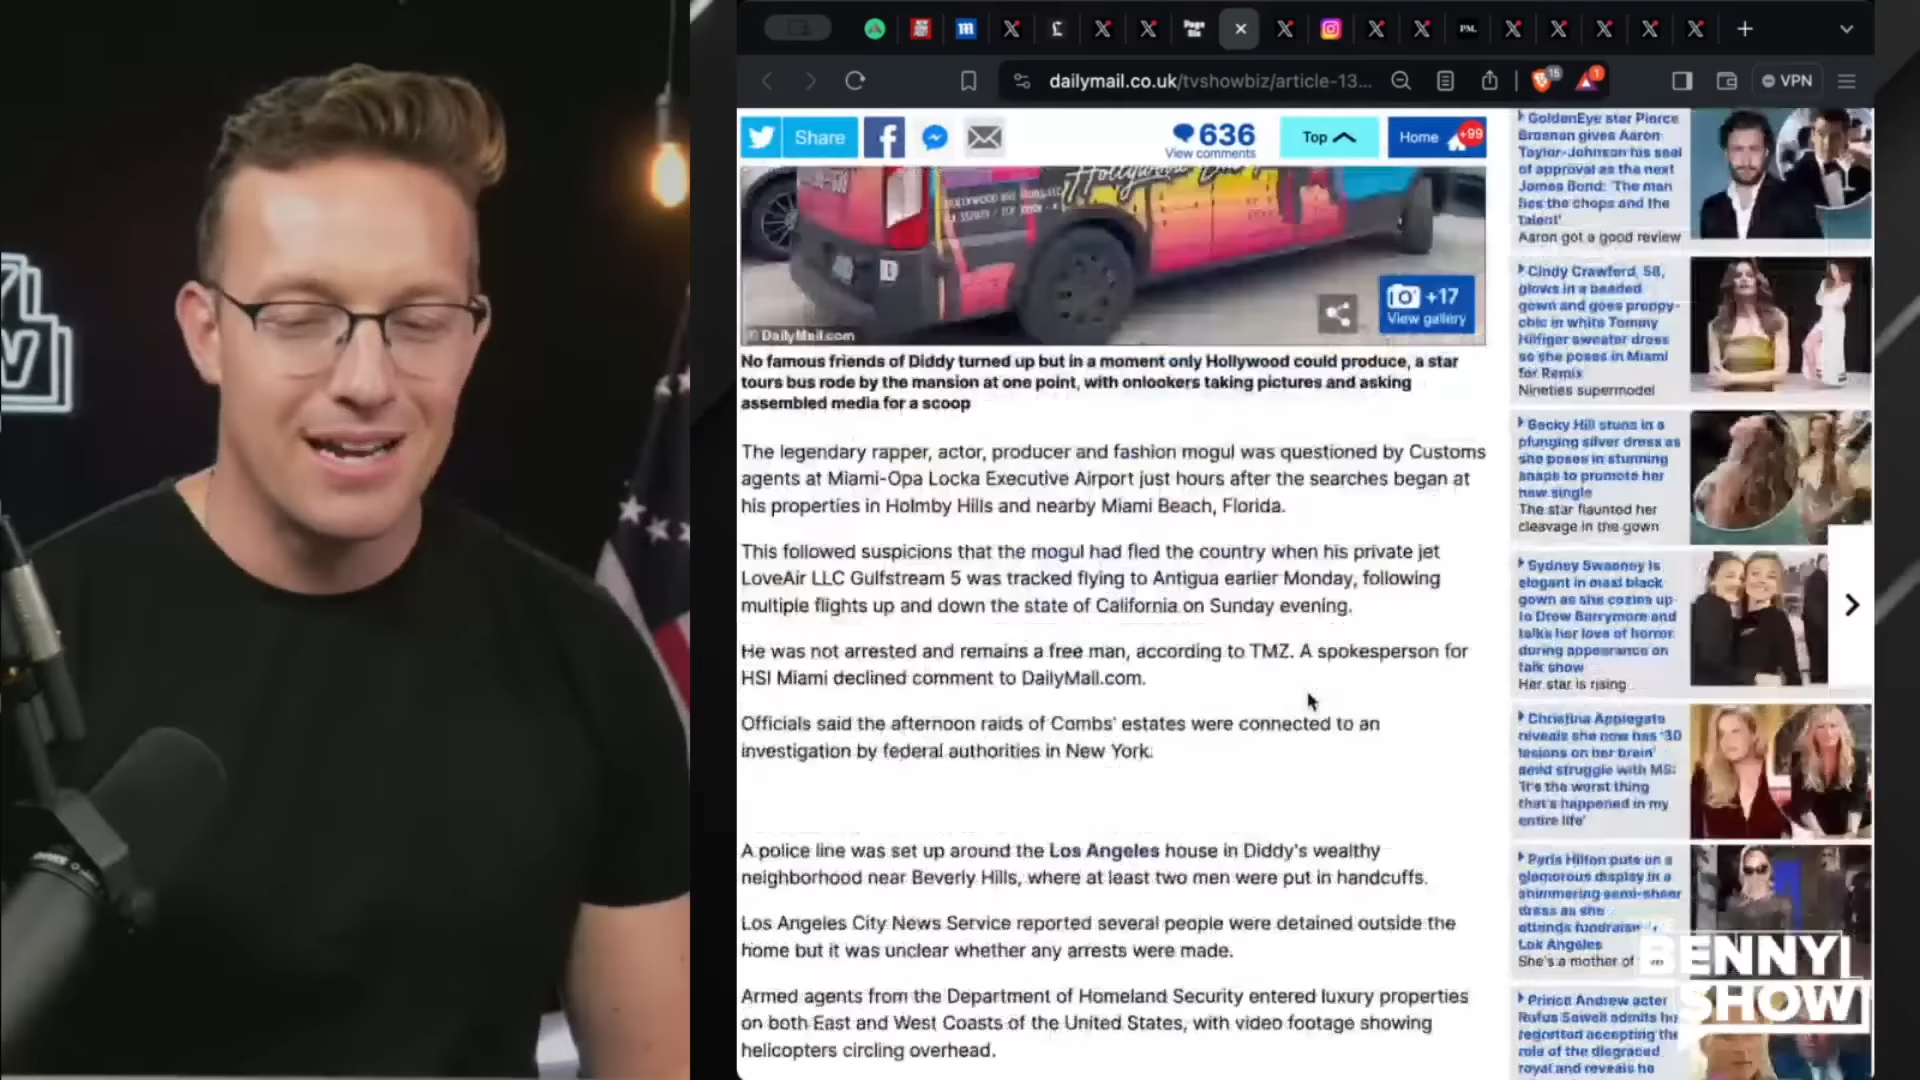 Page
Six
PM.
dailymail.co.uk/tvshowbiz/article-13...
15
1
VPN
Share
636
View comments
Top
Home
+99
Hollywood
+17
View gallery
© DailyMail.com
No famous friends of Diddy turned up but in a moment only Hollywood could produce, a star
tours bus rode by the mansion at one point, with onlookers taking pictures and asking
assembled media for a scoop
The legendary rapper, actor, producer and fashion mogul was questioned by Customs
agents at Miami-Opa Locka Executive Airport just hours after the searches began at
his properties in Holmby Hills and nearby Miami Beach, Florida.
This followed suspicions that the mogul had fled the country when his private jet
LoveAir LLC Gulfstream 5 was tracked flying to Antigua earlier Monday, following
multiple flights up and down the state of California on Sunday evening.
He was not arrested and remains a free man, according to TMZ. A spokesperson for
HSI Miami declined comment to DailyMail.com.
Officials said the afternoon raids of Combs' estates were connected to an
investigation by federal authorities in New York.
A police line was set up around the Los Angeles house in Diddy's wealthy
neighborhood near Beverly Hills, where at least two men were put in handcuffs.
Los Angeles City News Service reported several people were detained outside the
home but it was unclear whether any arrests were made.
Armed agents from the Department of Homeland Security entered luxury properties
on both East and West Coasts of the United States, with video footage showing
helicopters circling overhead.
GoldenEye star Pierce
Brosnan gives Aaron
Taylor-Johnson his seal
of approval as the next
James Bond: 'The man
has the chops and the
talent'
Aaron got a good review
Cindy Crawford, 58,
glows in a beaded
gown and goes preppy-
chic in white Tommy
Hilfiger sweater dress
as she poses in Miami
for Remix
Nineties supermodel
Becky Hill stuns in a
plunging silver dress as
she poses in stunning
snaps to promote her
new single
The star flaunted her
cleavage in the gown
Sydney Sweeney is
elegant in maxi black
gown as she cozies up
to Drew Barrymore and
talks her love of horror
during appearance on
talk show
Her star is rising
Christina Applegate
reveals she now has '30
lesions on her brain'
amid struggle with MS:
'It's the worst thing
that's happened in my
entire life'
Paris Hilton puts on a
glamorous display in a
shimmering semi-sheer
dress as she
attends fundraiser
Los Angeles
She's a mother of
Prince Andrew actor
Rufus Sewell admits he
regretted accepting the
role of the disgraced
royal and reveals he
BENNY
SHOW